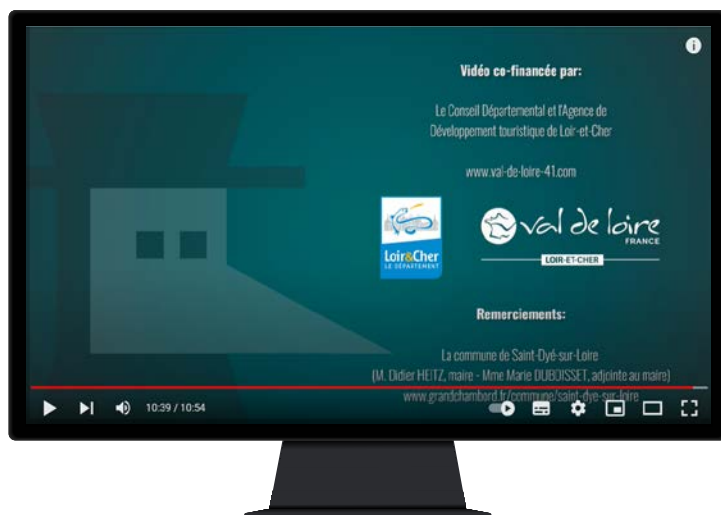 Vidéo co-financée par:
Le Conseil Départemental et l'Agence de
Développement touristique de Loir-et-Cher
www.val-de-loire-41.com
Loir&Cher
LE DÉPARTEMENT
val de loire
FRANCE
LOIR-ET-CHER
Remerciements:
La commune de Saint-Dyé-sur-Loire
(M. Didier HEITZ, maire - Mme Marie DUBOISSET, adjointe au maire)
www.grandchambord.fr/commune/saint-dye-sur-loire
10:39 / 10:54